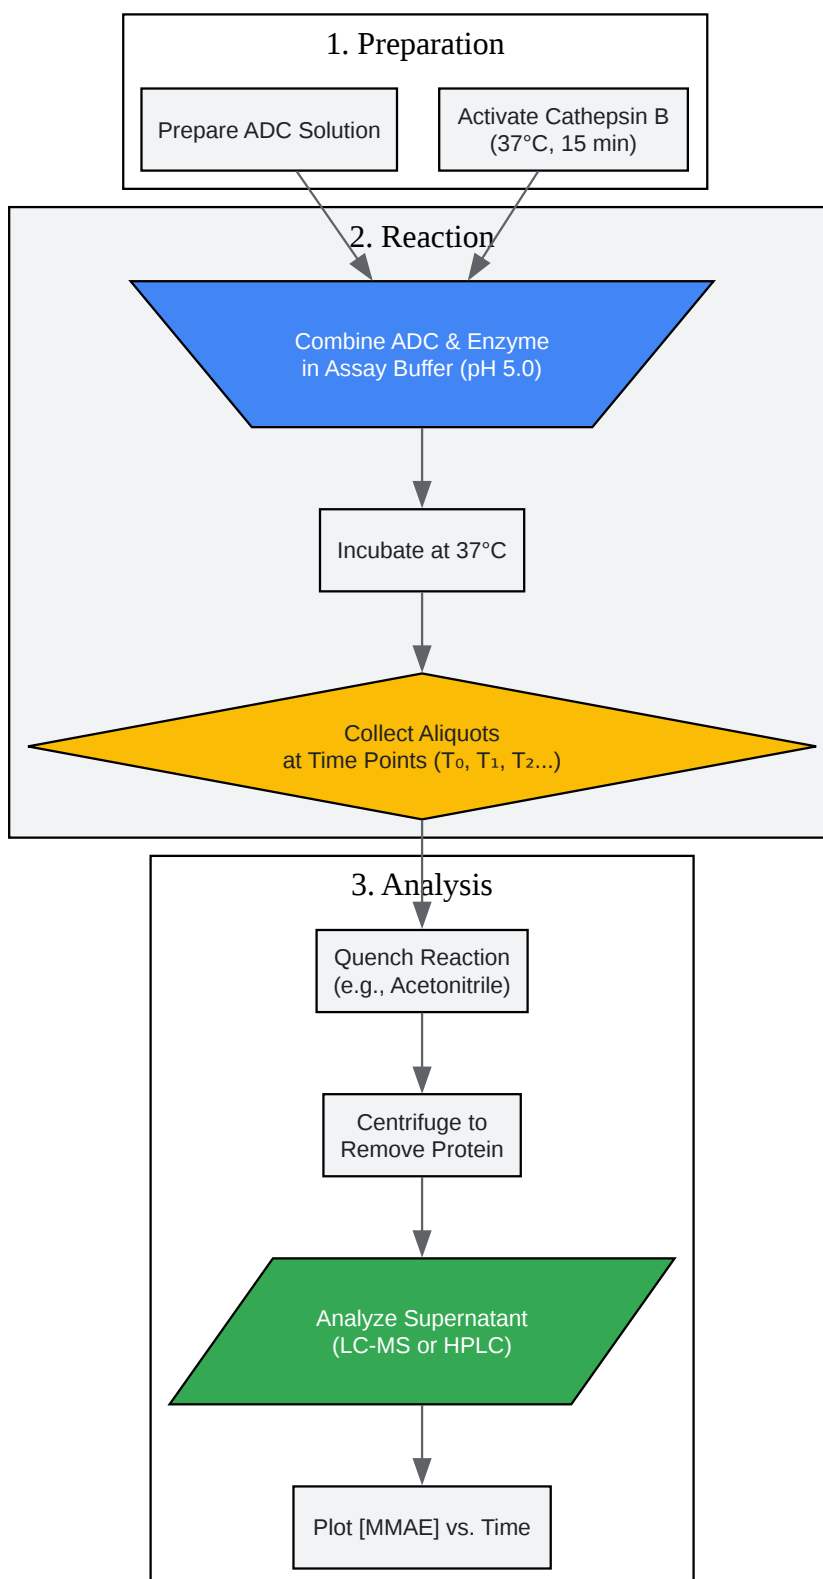 1. Preparation
Prepare ADC Solution
Activate Cathepsin B
(37°C, 15 min)
2. Reaction
Combine ADC & Enzyme
in Assay Buffer (pH 5.0)
Incubate at 37°C
Collect Aliquots
at Time Points (T₀, T₁, T₂...)
3. Analysis
Quench Reaction
(e.g., Acetonitrile)
Centrifuge to
Remove Protein
Analyze Supernatant
(LC-MS or HPLC)
Plot [MMAE] vs. Time